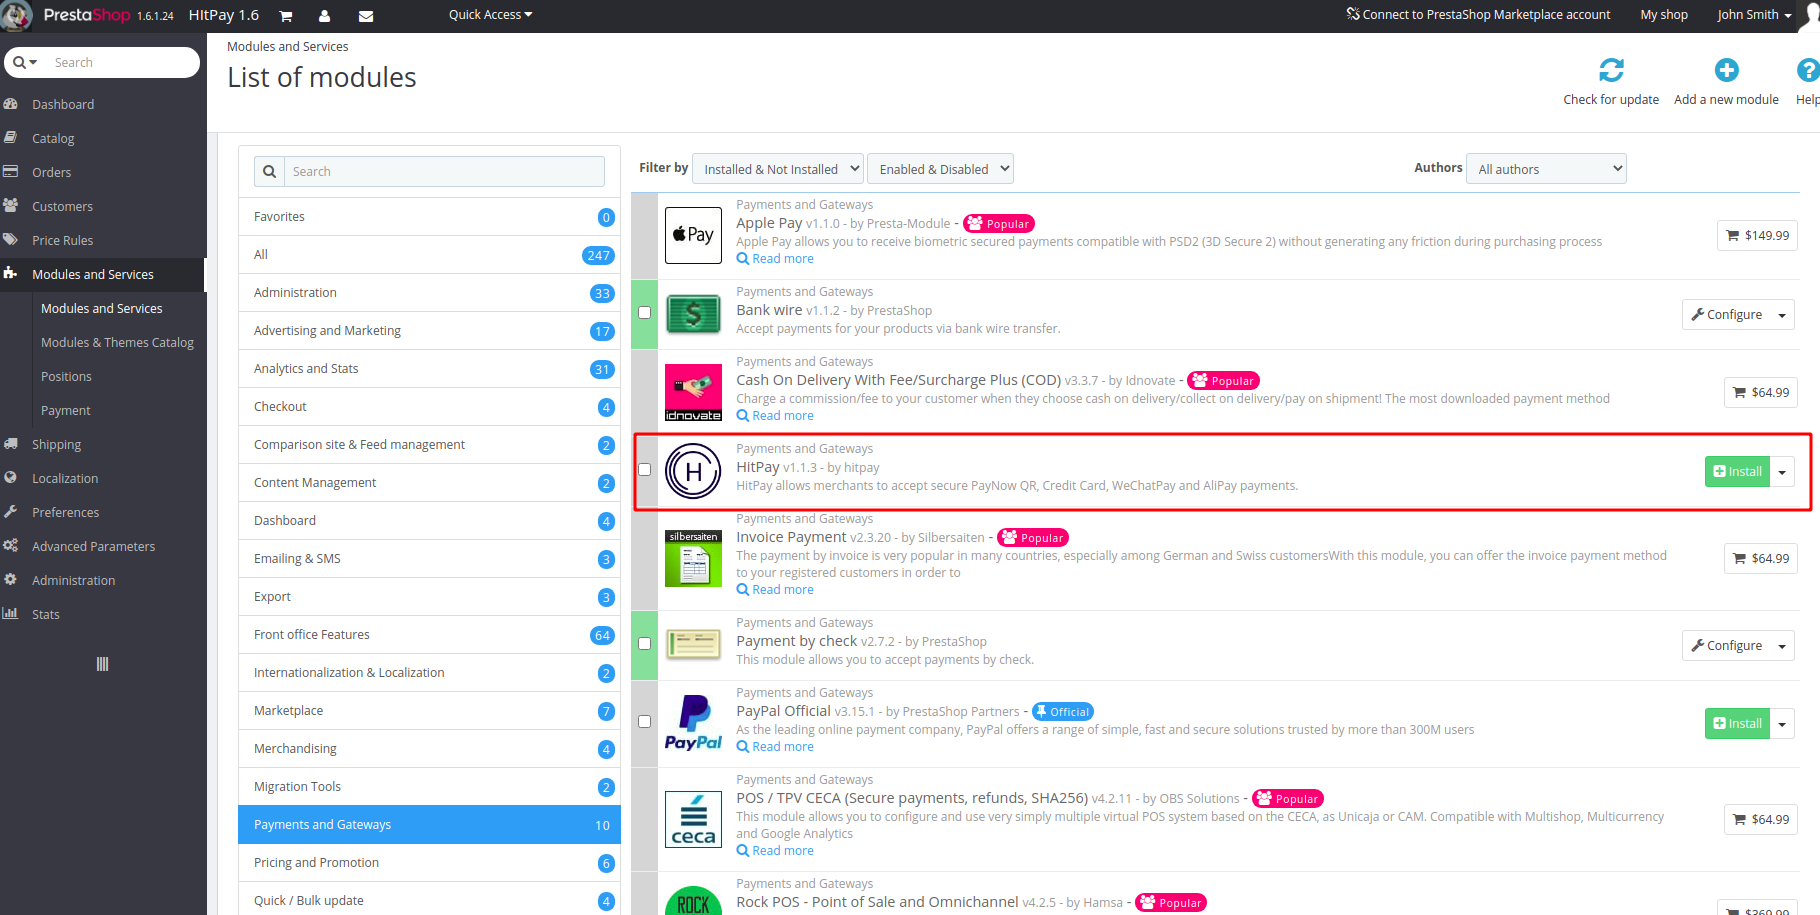 PrestaShop 1.6.1.24 HItPay 1.6 Quick Access Connect to PrestaShop Marketplace account My shop John Smith
Search
Dashboard
Catalog
Orders
Customers
Price Rules
Modules and Services
Modules and Services
Modules & Themes Catalog
Positions
Payment
Shipping
Localization
Preferences
Advanced Parameters
Administration
Stats
Modules and Services
List of modules
Check for update
Add a new module
Help
Search
Favorites 0
All 247
Administration 33
Advertising and Marketing 17
Analytics and Stats 31
Checkout 4
Comparison site & Feed management 2
Content Management 2
Dashboard 4
Emailing & SMS 3
Export 3
Front office Features 64
Internationalization & Localization 2
Marketplace 7
Merchandising 4
Migration Tools 2
Payments and Gateways 10
Pricing and Promotion 6
Quick / Bulk update 4
Filter by Installed & Not Installed Enabled & Disabled Authors All authors
Pay
Payments and Gateways
Apple Pay v1.1.0 - by Presta-Module - Popular
Apple Pay allows you to receive biometric secured payments compatible with PSD2 (3D Secure 2) without generating any friction during purchasing process
Read more
$149.99
Payments and Gateways
Bank wire v1.1.2 - by PrestaShop
Accept payments for your products via bank wire transfer.
Configure
idnovate
Payments and Gateways
Cash On Delivery With Fee/Surcharge Plus (COD) v3.3.7 - by Idnovate - Popular
Charge a commission/fee to your customer when they choose cash on delivery/collect on delivery/pay on shipment! The most downloaded payment method
Read more
$64.99
H
Payments and Gateways
HitPay v1.1.3 - by hitpay
HitPay allows merchants to accept secure PayNow QR, Credit Card, WeChatPay and AliPay payments.
Install
silbersaiten
Payments and Gateways
Invoice Payment v2.3.20 - by Silbersaiten - Popular
The payment by invoice is very popular in many countries, especially among German and Swiss customersWith this module, you can offer the invoice payment method
to your registered customers in order to
Read more
$64.99
Payments and Gateways
Payment by check v2.7.2 - by PrestaShop
This module allows you to accept payments by check.
Configure
PayPal
Payments and Gateways
PayPal Official v3.15.1 - by PrestaShop Partners - Official
As the leading online payment company, PayPal offers a range of simple, fast and secure solutions trusted by more than 300M users
Read more
Install
ceca
Payments and Gateways
POS / TPV CECA (Secure payments, refunds, SHA256) v4.2.11 - by OBS Solutions - Popular
This module allows you to configure and use very simply multiple virtual POS system based on the CECA, as Unicaja or CAM. Compatible with Multishop, Multicurrency
and Google Analytics
Read more
$64.99
ROCK
Payments and Gateways
Rock POS - Point of Sale and Omnichannel v4.2.5 - by Hamsa - Popular
$369.99